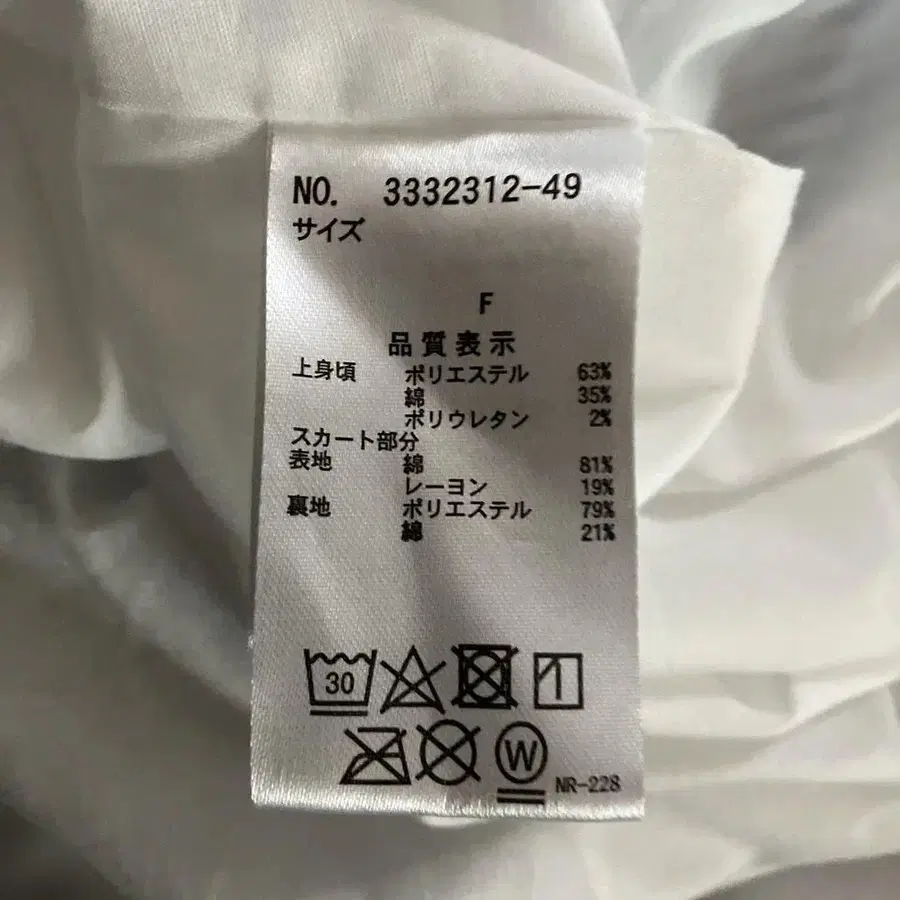 NO. 3332312-49
サイズ
F
品質表示
上身頃 ポリエステル 63%
綿 35%
ポリウレタン 2%
スカート部分
表地 綿 81%
レーヨン 19%
裏地 ポリエステル 79%
綿 21%
30
W
NR-228